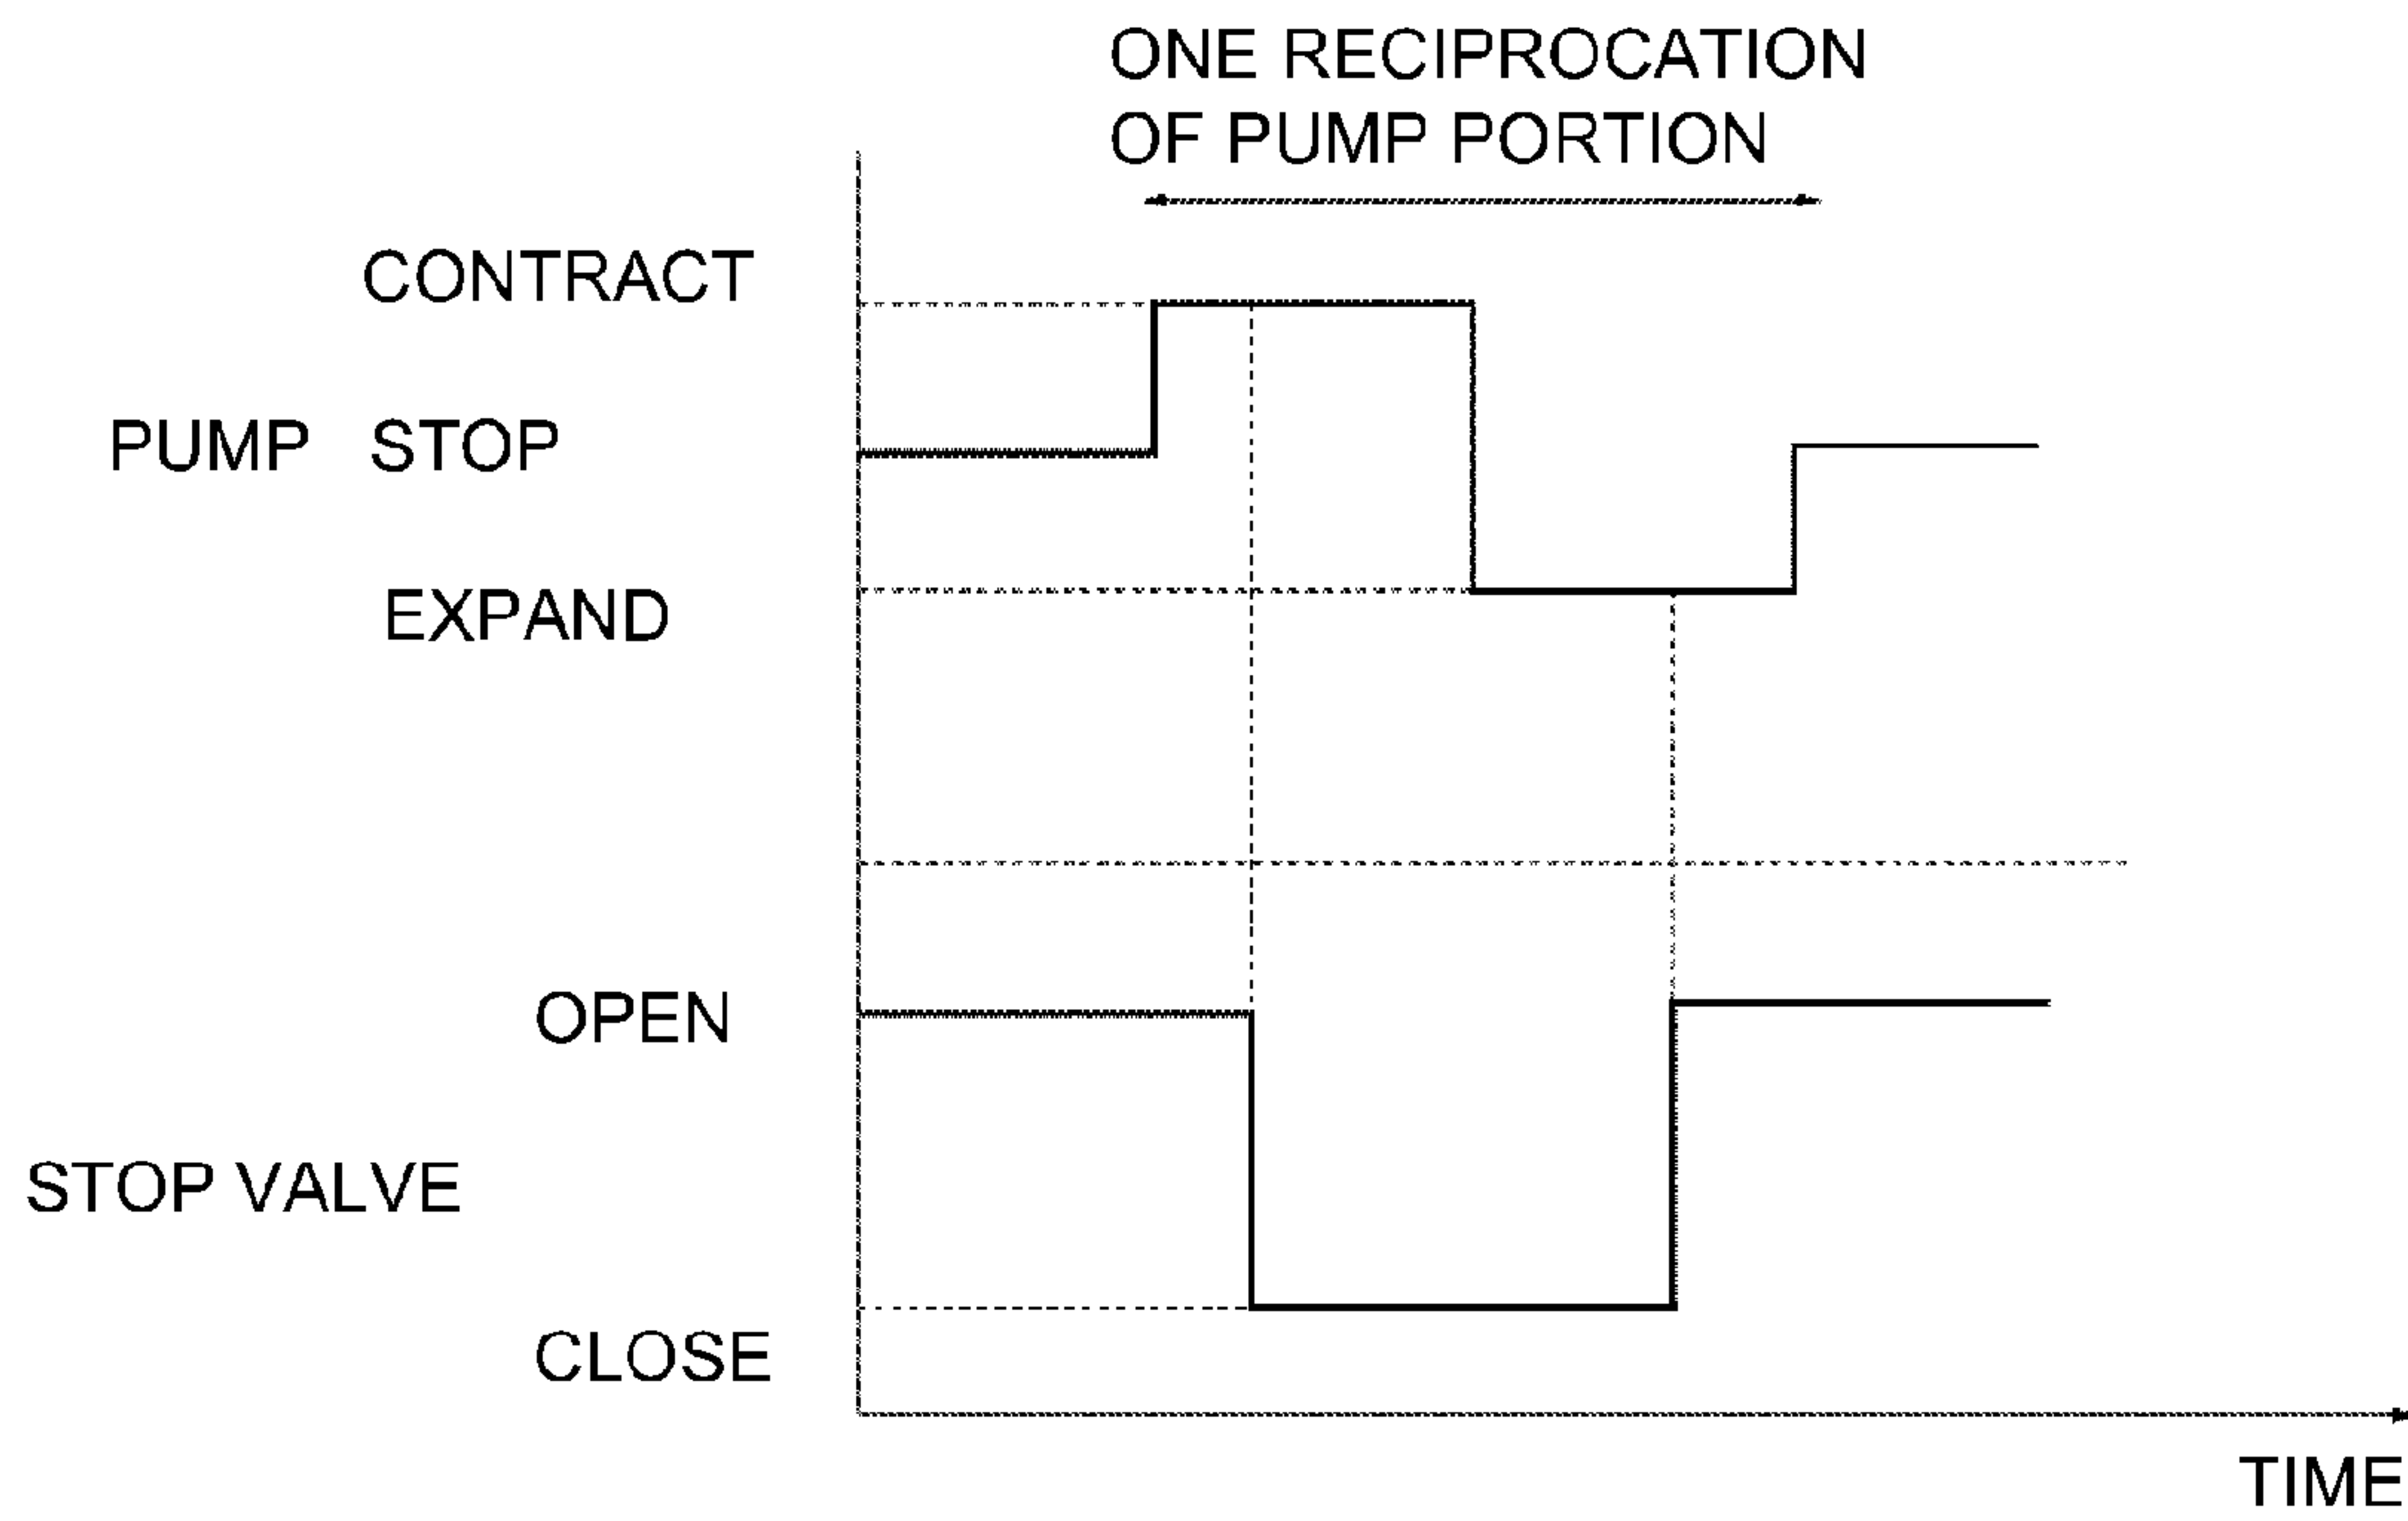 ONE RECIPROCATION
OF PUMP PORTION
CONTRACT
PUMP STOP
EXPAND
OPEN
STOP VALVE
CLOSE
TIME